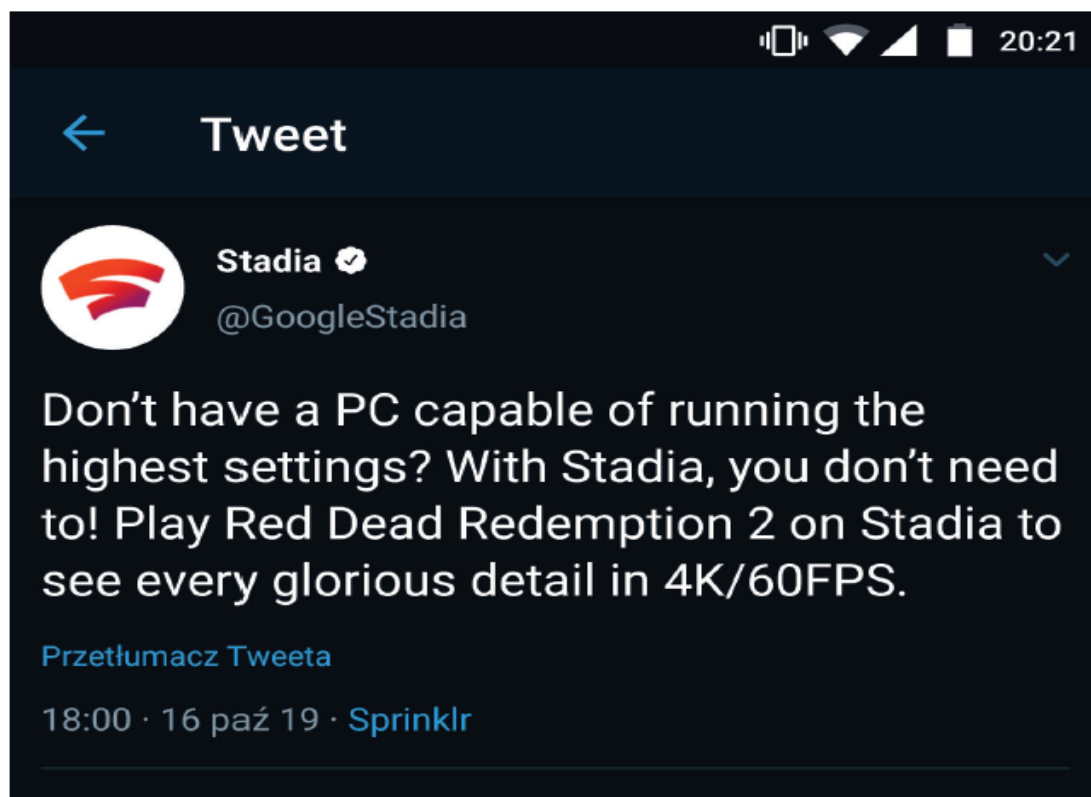 20:21
Tweet
Stadia
@GoogleStadia
Don't have a PC capable of running the
highest settings? With Stadia, you don't need
to! Play Red Dead Redemption 2 on Stadia to
see every glorious detail in 4K/60FPS.
Przetłumacz Tweeta
18:00 · 16 paź 19 · Sprinklr